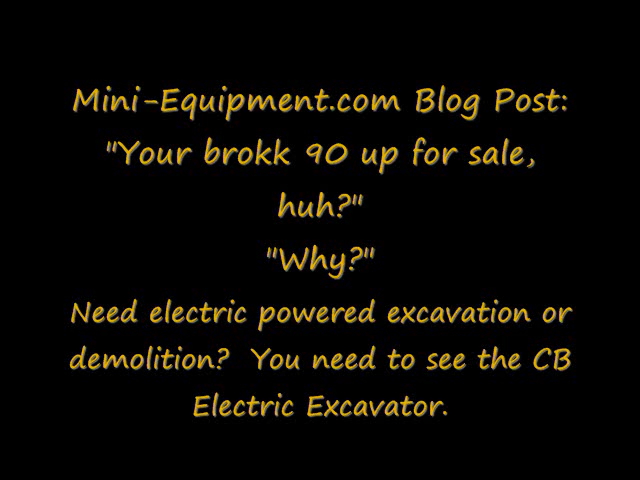 Mini-Equipment.com Blog Post:
"Your brokk 90 up for sale,
huh?"
"Why?"
Need electric powered excavation or
demolition?  You need to see the CB
Electric Excavator.